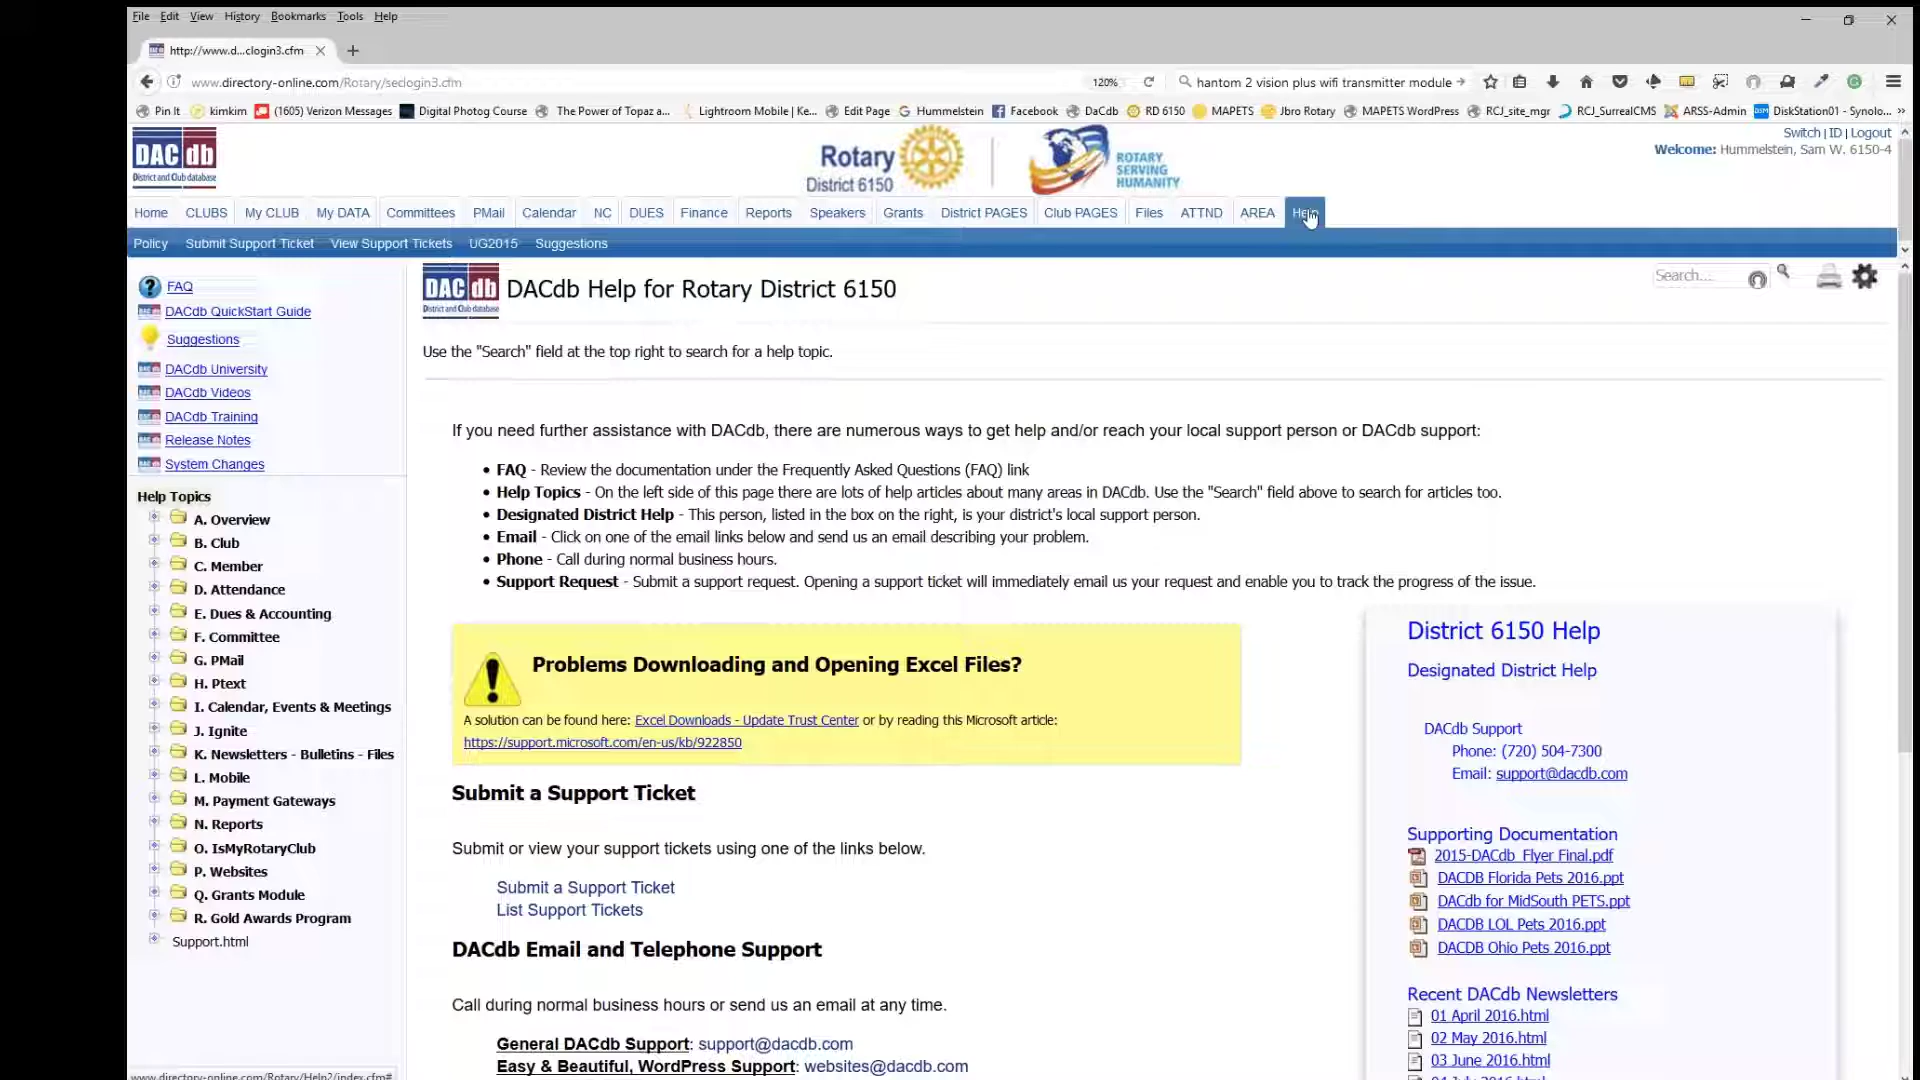 File Edit View History Bookmarks Tools Help
http://www.d...clogin3.cfm
www.directory-online.com/Rotary/seclogin3.cfm 120% hantom 2 vision plus wifi transmitter module
Pin It kimkim (1605) Verizon Messages Digital Photog Course The Power of Topaz a... Lightroom Mobile | Ke... Edit Page Hummelstein Facebook DaCdb RD 6150 MAPETS Jbro Rotary MAPETS WordPress RCJ_site_mgr RCJ_SurrealCMS ARSS-Admin DiskStation01 - Synolo...
Switch | ID | Logout
Welcome: Hummelstein, Sam W. 6150-4
DACdb
District and Club database
Rotary
District 6150
ROTARY
SERVING
HUMANITY
Home CLUBS My CLUB My DATA Committees PMail Calendar NC DUES Finance Reports Speakers Grants District PAGES Club PAGES Files ATTND AREA Help
Policy Submit Support Ticket View Support Tickets UG2015 Suggestions
FAQ
DACdb QuickStart Guide
Suggestions
DACdb University
DACdb Videos
DACdb Training
Release Notes
System Changes
Help Topics
A. Overview
B. Club
C. Member
D. Attendance
E. Dues & Accounting
F. Committee
G. PMail
H. Ptext
I. Calendar, Events & Meetings
J. Ignite
K. Newsletters - Bulletins - Files
L. Mobile
M. Payment Gateways
N. Reports
O. IsMyRotaryClub
P. Websites
Q. Grants Module
R. Gold Awards Program
Support.html
DACdb
District and Club database
DACdb Help for Rotary District 6150
Search...
Use the "Search" field at the top right to search for a help topic.
If you need further assistance with DACdb, there are numerous ways to get help and/or reach your local support person or DACdb support:
• FAQ - Review the documentation under the Frequently Asked Questions (FAQ) link
• Help Topics - On the left side of this page there are lots of help articles about many areas in DACdb. Use the "Search" field above to search for articles too.
• Designated District Help - This person, listed in the box on the right, is your district's local support person.
• Email - Click on one of the email links below and send us an email describing your problem.
• Phone - Call during normal business hours.
• Support Request - Submit a support request. Opening a support ticket will immediately email us your request and enable you to track the progress of the issue.
Problems Downloading and Opening Excel Files?
A solution can be found here: Excel Downloads - Update Trust Center or by reading this Microsoft article:
https://support.microsoft.com/en-us/kb/922850
Submit a Support Ticket
Submit or view your support tickets using one of the links below.
Submit a Support Ticket
List Support Tickets
DACdb Email and Telephone Support
Call during normal business hours or send us an email at any time.
General DACdb Support: support@dacdb.com
Easy & Beautiful, WordPress Support: websites@dacdb.com
District 6150 Help
Designated District Help
DACdb Support
Phone: (720) 504-7300
Email: support@dacdb.com
Supporting Documentation
2015-DACdb_Flyer Final.pdf
DACDB Florida Pets 2016.ppt
DACdb for MidSouth PETS.ppt
DACDB LOL Pets 2016.ppt
DACDB Ohio Pets 2016.ppt
Recent DACdb Newsletters
01 April 2016.html
02 May 2016.html
03 June 2016.html
04 July 2016.html
www.directory-online.com/Rotary/Help2/index.cfm#